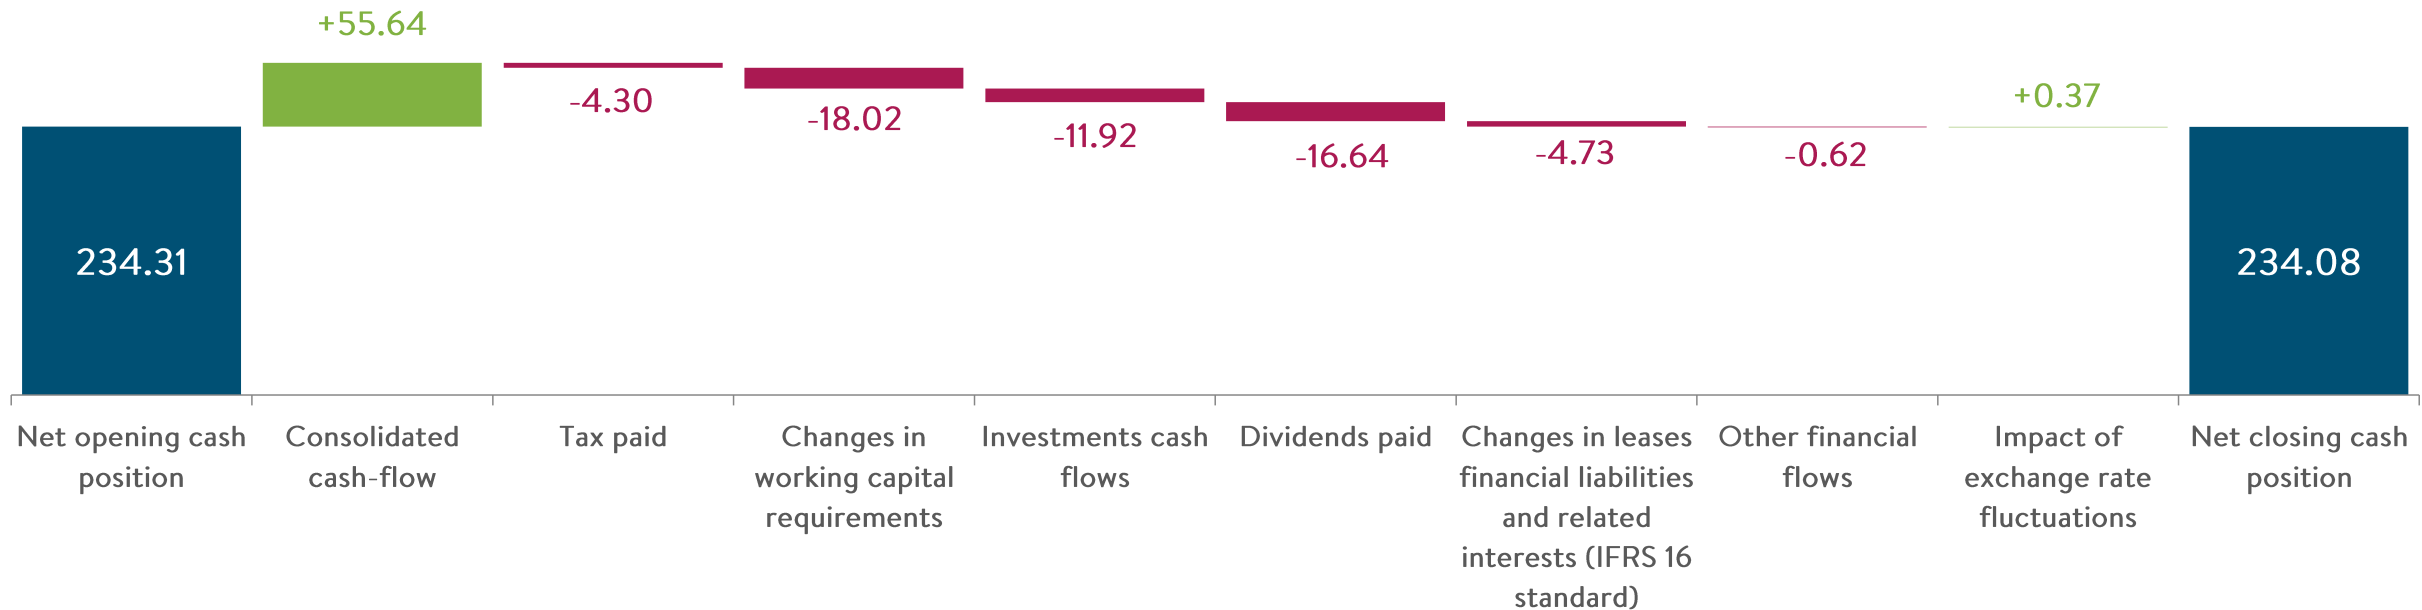 +55.64
-4.30
-18.02
-11.92
-16.64
-4.73
-0.62
+0.37
234.31
234.08
Net opening cash
position
Consolidated
cash-flow
Tax paid
Changes in
working capital
requirements
Investments cash
flows
Dividends paid
Changes in leases
financial liabilities
and related
interests (IFRS 16
standard)
Other financial
flows
Impact of
exchange rate
fluctuations
Net closing cash
position